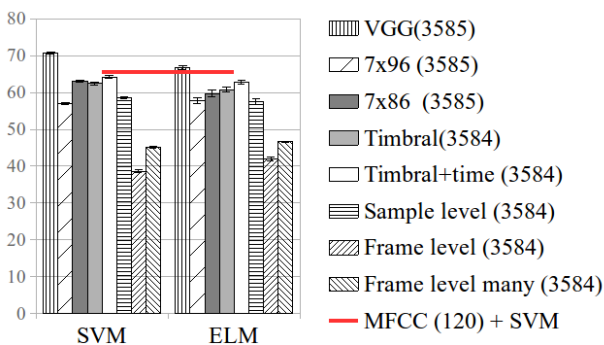 80
70
60
50
40
30
20
10
0
SVM
ELM
VGG(3585)
7x96 (3585)
7x86 (3585)
Timbral(3584)
Timbral+time (3584)
Sample level (3584)
Frame level (3584)
Frame level many (3584)
MFCC (120) + SVM